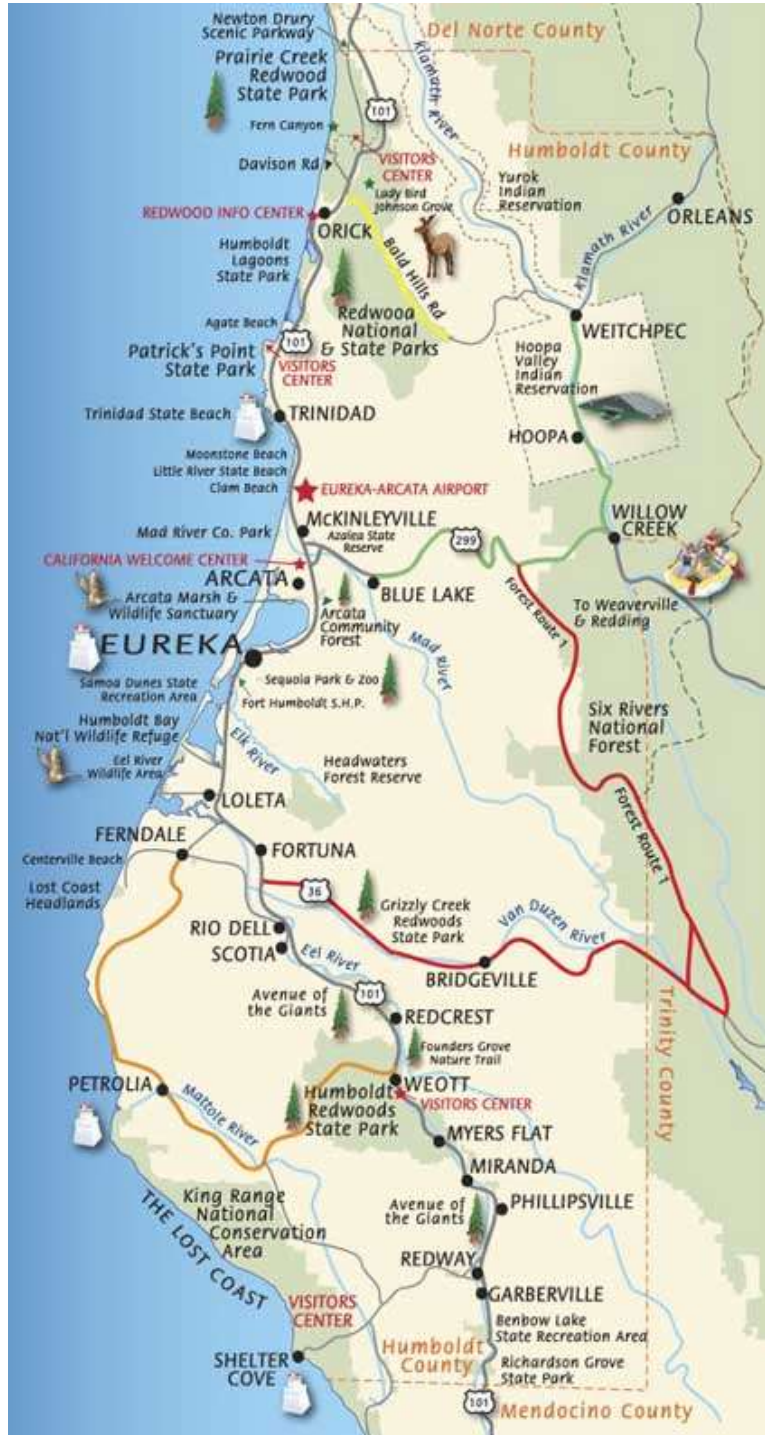 Newton Drury
Scenic Parkway
Del Norte County
Prairie Creek
Redwood
State Park
Klamath River
101
Fern Canyon
VISITORS
CENTER
Humboldt County
Davison Rd
Lady Bird
Johnson Grove
Yurok
Indian
Reservation
REDWOOD INFO CENTER
ORICK
ORLEANS
Humboldt
Lagoons
State Park
Bald Hills Rd
Klamath River
Redwood
National
& State Parks
Agate Beach
101
WEITCHPEC
Patrick's Point
State Park
VISITORS
CENTER
Hoopa
Valley
Indian
Reservation
Trinidad State Beach
TRINIDAD
HOOPA
Moonstone Beach
Little River State Beach
Clam Beach
EUREKA-ARCATA AIRPORT
WILLOW
CREEK
Mad River Co. Park
McKINLEYVILLE
Azalea State
Reserve
299
CALIFORNIA WELCOME CENTER
ARCATA
BLUE LAKE
Forest Route 1
Arcata Marsh &
Wildlife Sanctuary
Arcata
Community
Forest
To Weaverville
& Redding
EUREKA
Mad River
Samoa Dunes State
Recreation Area
Sequoia Park & Zoo
Fort Humboldt S.H.P.
Six Rivers
National
Forest
Humboldt Bay
Nat'l Wildlife Refuge
Elk River
Eel River
Wildlife Area
Headwaters
Forest Reserve
LOLETA
Forest Route 1
FERNDALE
FORTUNA
Centerville Beach
Lost Coast
Headlands
36
Grizzly Creek
Redwoods
State Park
Van Duzen River
RIO DELL
SCOTIA
Eel River
BRIDGEVILLE
Avenue of
the Giants
101
REDCREST
Trinity County
Founders Grove
Nature Trail
PETROLIA
Mattole River
Humboldt
Redwoods
State Park
WEOTT
VISITORS CENTER
MYERS FLAT
MIRANDA
King Range
National
Conservation
Area
Avenue of
the Giants
PHILLIPSVILLE
THE LOST COAST
REDWAY
GARBERVILLE
VISITORS
CENTER
Benbow Lake
State Recreation Area
Humboldt
County
SHELTER
COVE
Richardson Grove
State Park
101
Mendocino County